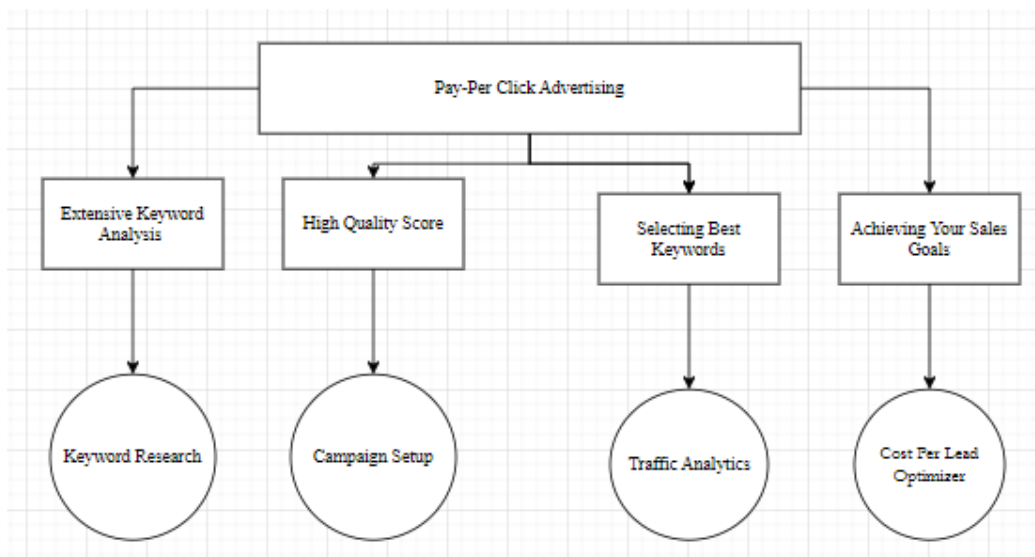 Pay-Per Click Advertising
Extensive Keyword
Analysis
High Quality Score
Selecting Best
Keywords
Achieving Your Sales
Goals
Keyword Research
Campaign Setup
Traffic Analytics
Cost Per Lead
Optimizer